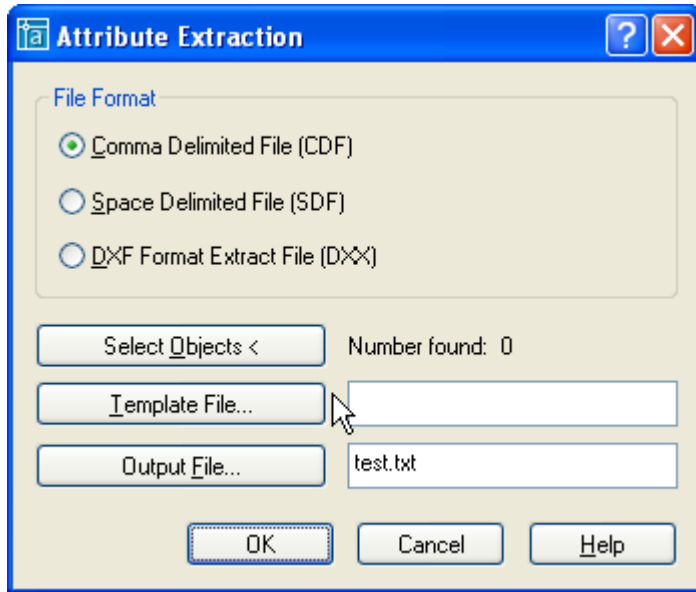 Attribute Extraction
File Format
Comma Delimited File (CDF)
Space Delimited File (SDF)
DXF Format Extract File (DXX)
Select Objects < Number found: 0
Template File...
Output File... test.txt
OK Cancel Help